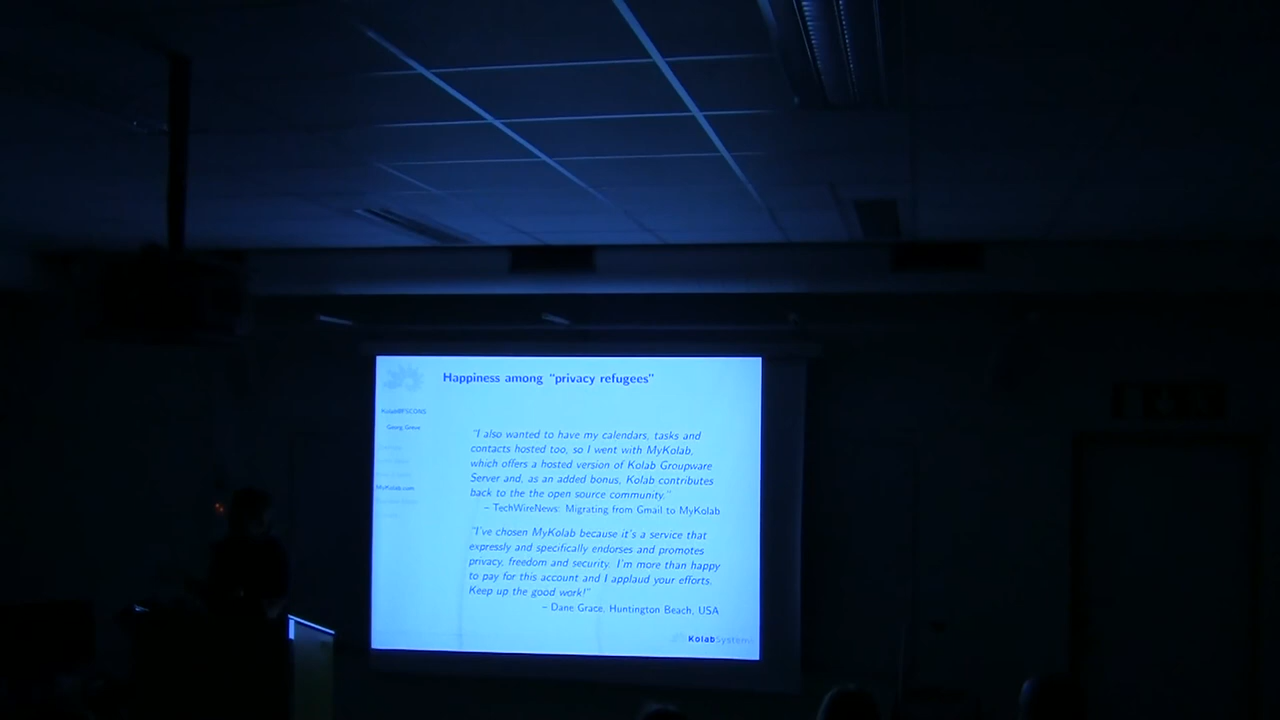 Happiness among "privacy refugees"
Kolab@FSCONS
Georg Greve
MyKolab.com
"I also wanted to have my calendars, tasks and
contacts hosted too, so I went with MyKolab,
which offers a hosted version of Kolab Groupware
Server and, as an added bonus, Kolab contributes
back to the the open source community."
– TechWireNews: Migrating from Gmail to MyKolab
"I've chosen MyKolab because it's a service that
expressly and specifically endorses and promotes
privacy, freedom and security. I'm more than happy
to pay for this account and I applaud your efforts.
Keep up the good work!"
– Dane Grace, Huntington Beach, USA
KolabSystems